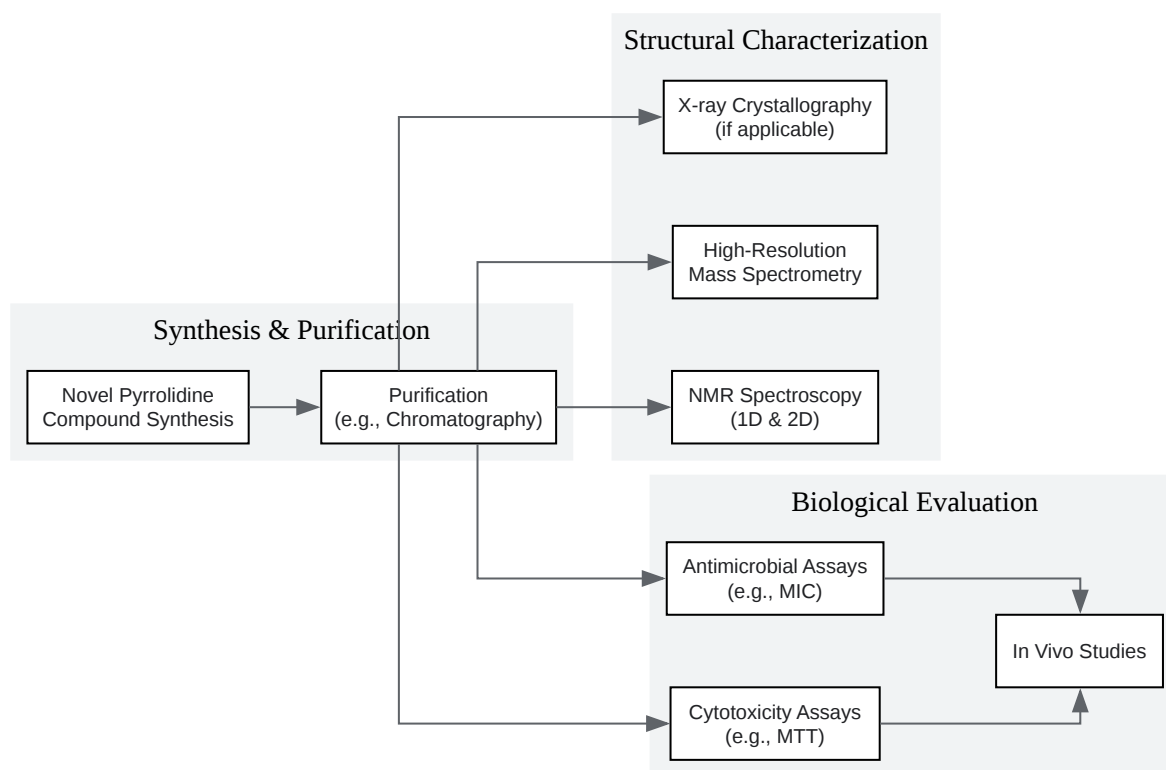 Structural Characterization
X-ray Crystallography
(if applicable)
High-Resolution
Mass Spectrometry
Synthesis & Purification
Novel Pyrrolidine
Compound Synthesis
Purification
(e.g., Chromatography)
NMR Spectroscopy
(1D & 2D)
Biological Evaluation
Antimicrobial Assays
(e.g., MIC)
In Vivo Studies
Cytotoxicity Assays
(e.g., MTT)